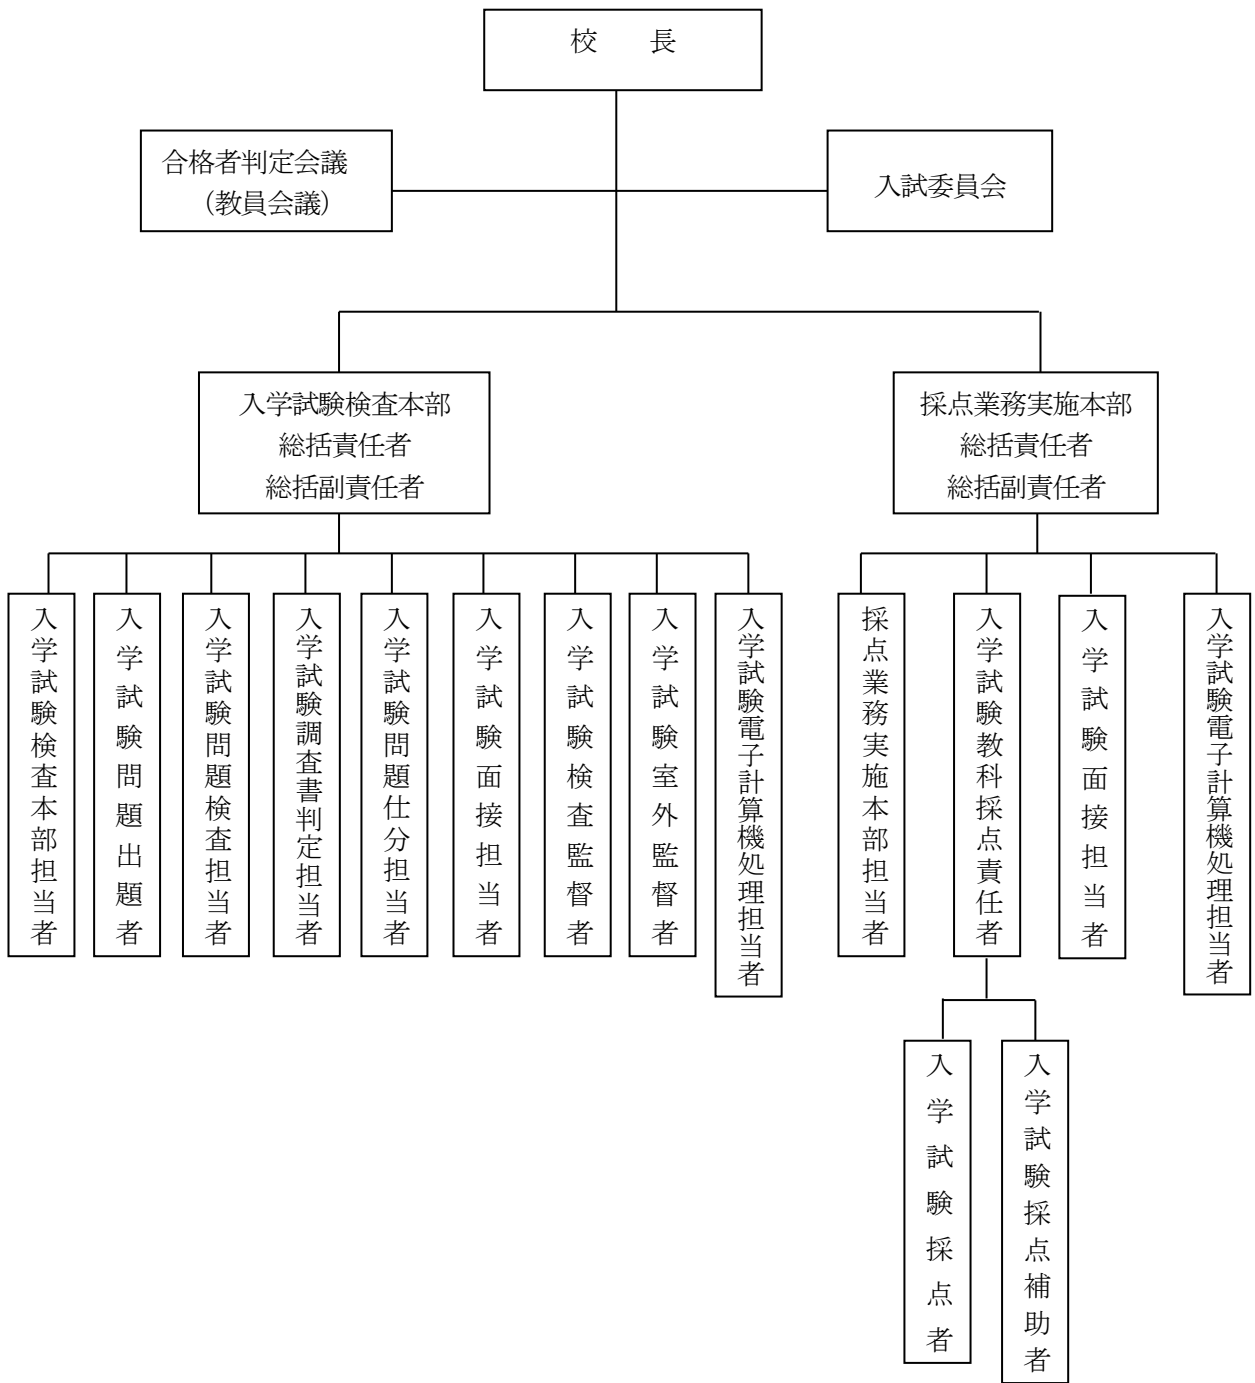 校　　長
合格者判定会議
（教員会議）
入試委員会
入学試験検査本部
総括責任者
総括副責任者
採点業務実施本部
総括責任者
総括副責任者
入学試験検査本部担当者
入学試験問題出題者
入学試験問題検査担当者
入学試験調査書判定担当者
入学試験問題仕分担当者
入学試験面接担当者
入学試験検査監督者
入学試験室外監督者
入学試験電子計算機処理担当者
採点業務実施本部担当者
入学試験教科採点責任者
入学試験面接担当者
入学試験電子計算機処理担当者
入学試験採点者
入学試験採点補助者